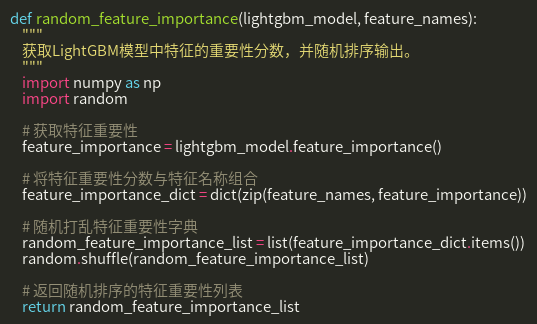 def random_feature_importance(lightgbm_model, feature_names):
"""
获取LightGBM模型中特征的重要性分数，并随机排序输出。
"""
import numpy as np
import random
# 获取特征重要性
feature_importance = lightgbm_model.feature_importance()
# 将特征重要性分数与特征名称组合
feature_importance_dict = dict(zip(feature_names, feature_importance))
# 随机打乱特征重要性字典
random_feature_importance_list = list(feature_importance_dict.items())
random.shuffle(random_feature_importance_list)
# 返回随机排序的特征重要性列表
return random_feature_importance_list